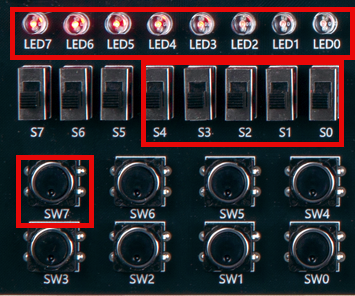 LED7 LED6 LED5 LED4 LED3 LED2 LED1 LED0
S7 S6 S5 S4 S3 S2 S1 S0
SW7 SW6 SW5 SW4
SW3 SW2 SW1 SW0